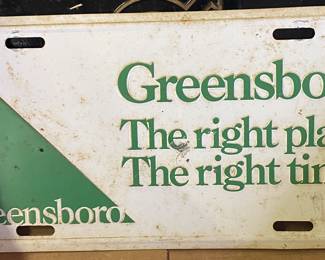 Greensbo
The right pla
The right tim
eensboro